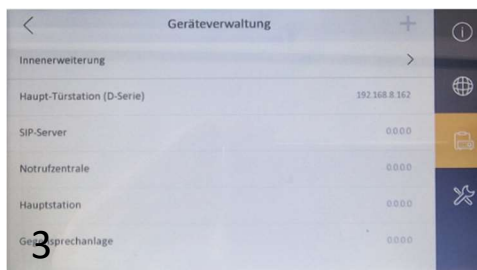 Geräteverwaltung
Innenerweiterung
Haupt-Türstation (D-Serie) 192.168.8.162
SIP-Server 0.0.0.0
Notrufzentrale 0.0.0.0
Hauptstation 0.0.0.0
Gegensprechanlage 0.0.0.0
3